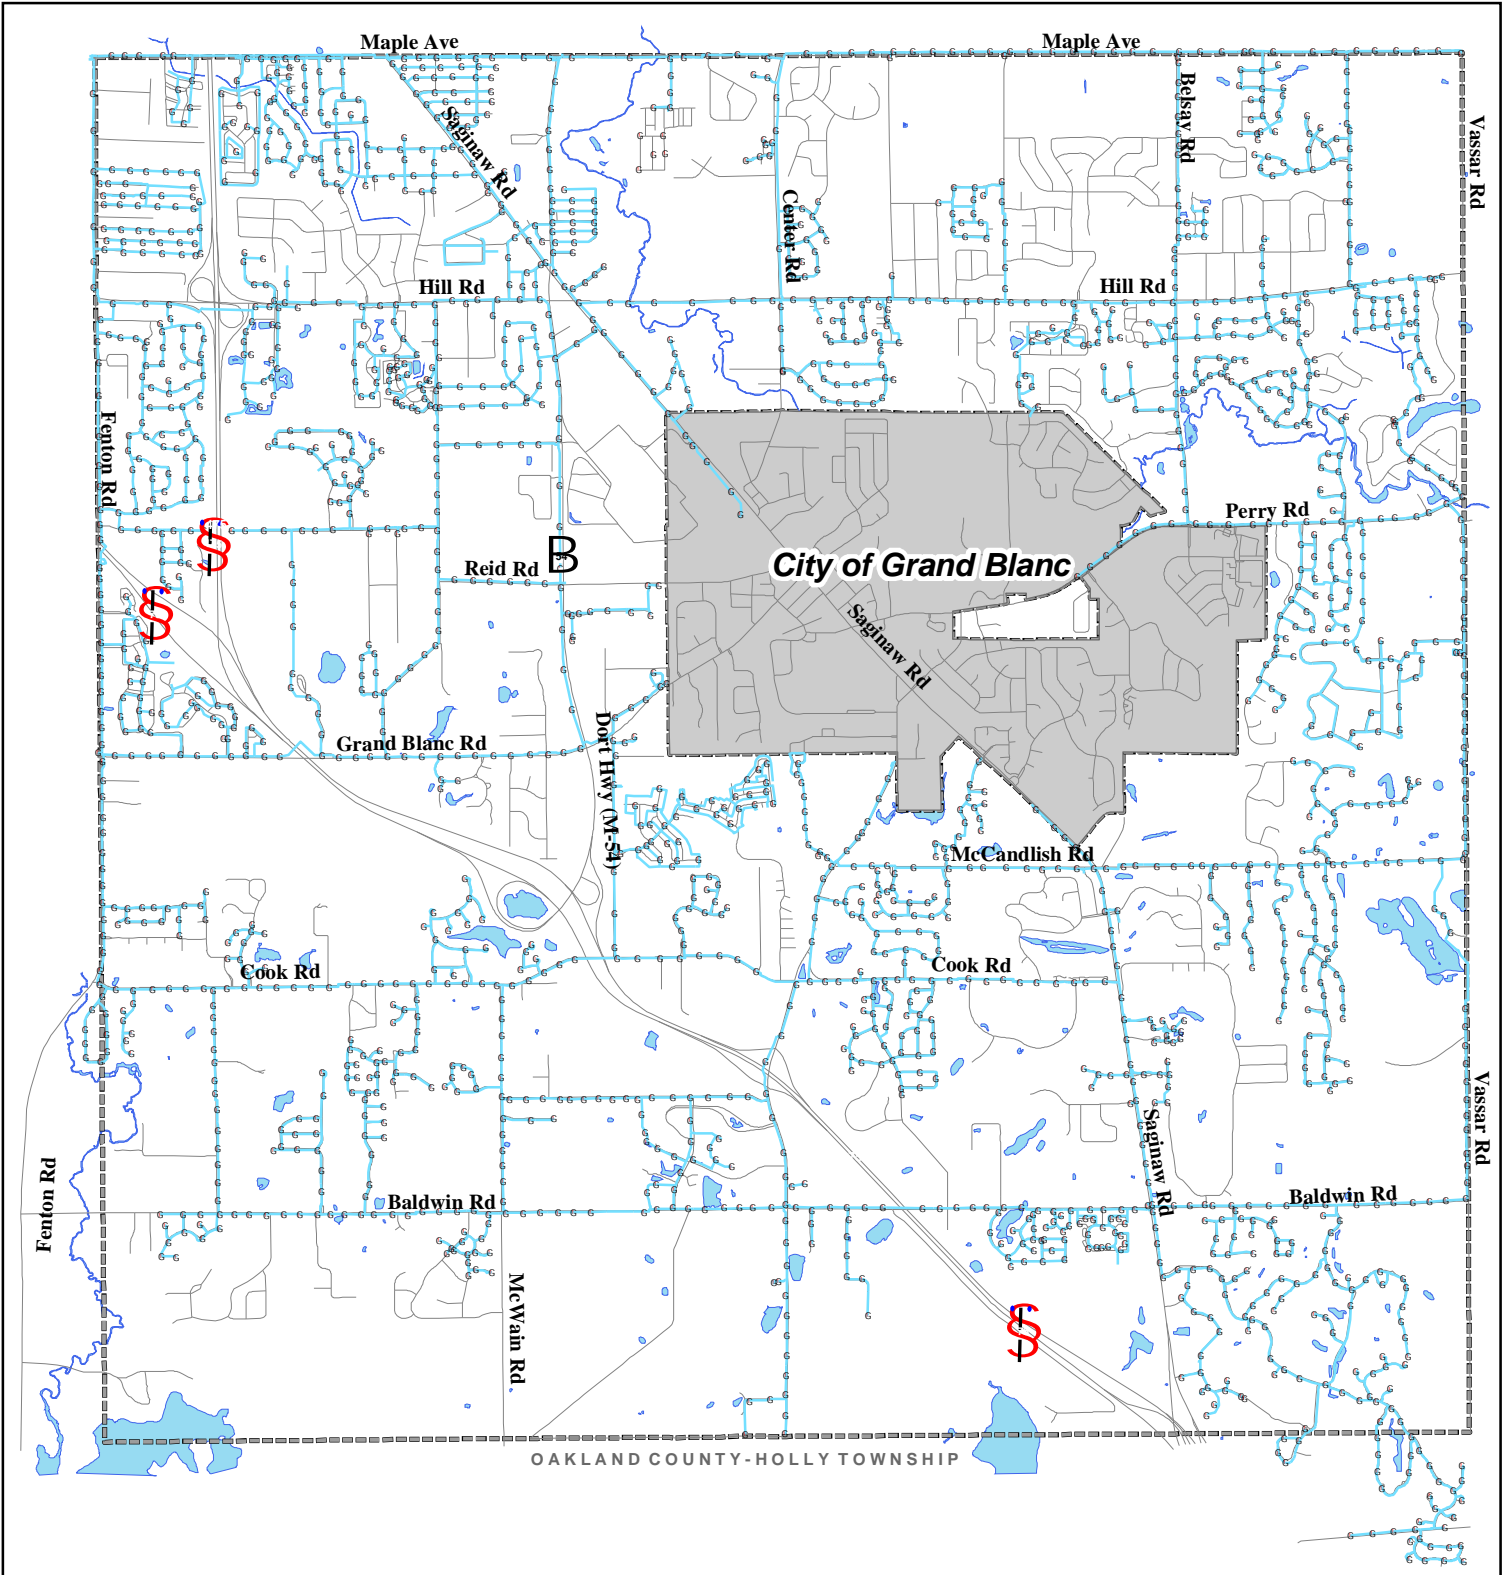 Maple Ave
Maple Ave
Saginaw Rd
Belsay Rd
Vassar Rd
Center Rd
Hill Rd
Hill Rd
Fenton Rd
Perry Rd
B
Reid Rd
City of Grand Blanc
Saginaw Rd
Dort Hwy (M-54)
Grand Blanc Rd
McCandlish Rd
Cook Rd
Cook Rd
Vassar Rd
Saginaw Rd
Fenton Rd
Baldwin Rd
Baldwin Rd
McWain Rd
OAKLAND COUNTY-HOLLY TOWNSHIP